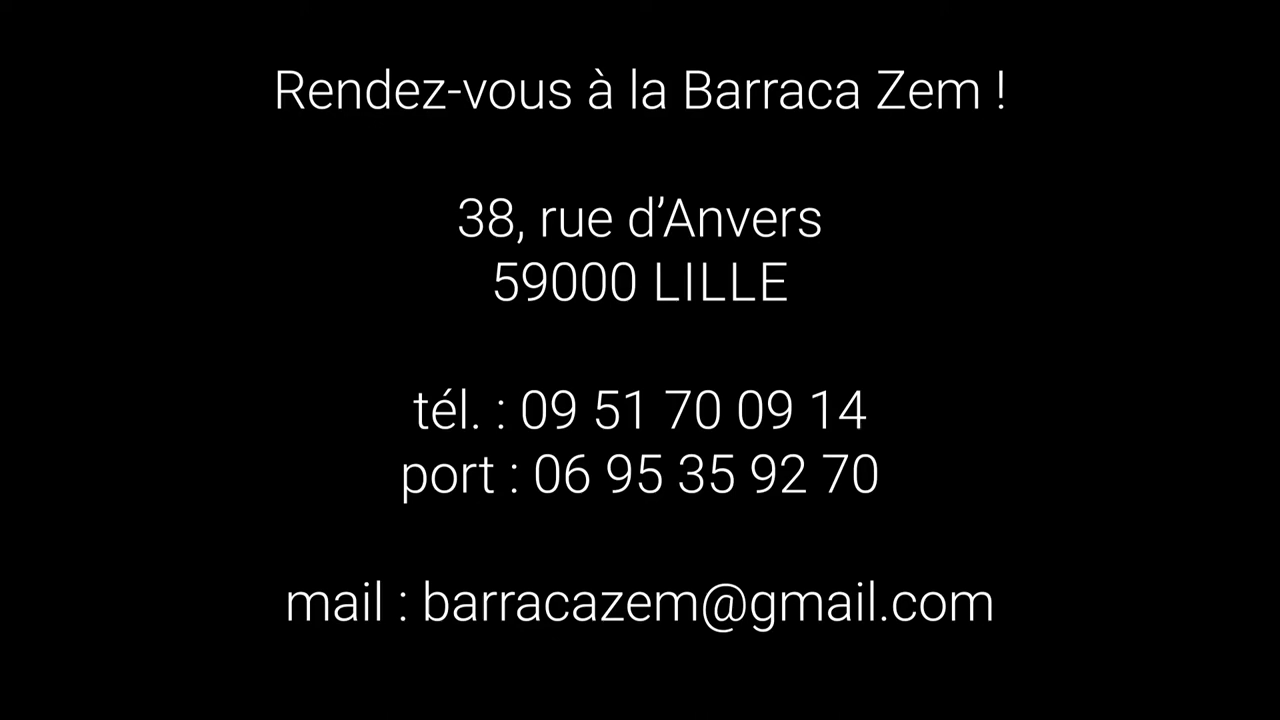 Rendez-vous à la Barraca Zem !
38, rue d’Anvers
59000 LILLE
tél. : 09 51 70 09 14
port : 06 95 35 92 70
mail : barracazem@gmail.com